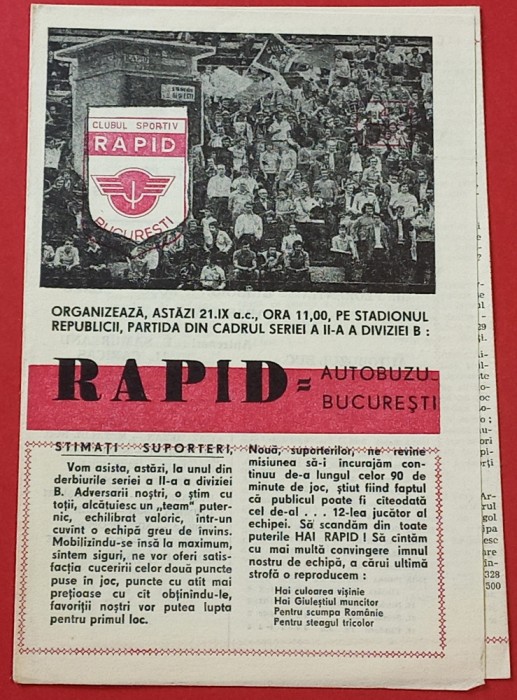 CLUBUL SPORTIV
RAPID
BUCUREȘTI
ORGANIZEAZĂ, ASTĂZI 21.IX a.c., ORA 11,00, PE STADIONUL
REPUBLICII, PARTIDA DIN CADRUL SERIEI A II-A A DIVIZIEI B :
RAPID = AUTOBUZU-
BUCUREȘTI
STIMAȚI SUPORTERI,
Vom asista, astăzi, la unul din
derbiurile seriei a II-a a diviziei
B. Adversarii noștri, o știm cu
toții, alcătuiesc un „team" puter-
nic, echilibrat valoric, într-un
cuvînt o echipă greu de învins.
Mobilizîndu-se însă la maximum,
sîntem siguri, ne vor oferi satis-
facția cuceririi celor două puncte
puse în joc, puncte cu atît mai
prețioase cu cît obținîndu-le,
favoriții noștri vor putea lupta
pentru primul loc.
Nouă, suporterilor, ne revine
misiunea să-i incurajăm con-
tinuu de-a lungul celor 90 de
minute de joc, știut fiind faptul
că publicul poate fi citeodată
cel de-al . . . 12-lea jucător al
echipei. Să scandăm din toate
puterile HAI RAPID ! Să cîntăm
cu mai multă convingere imnul
nostru de echipă, a cărui ultimă
strofă o reproducem :
Hai culoarea vișinie
Hai Giuleștiul muncitor
Pentru scumpa Românie
Pentru steagul tricolor
29
328
500